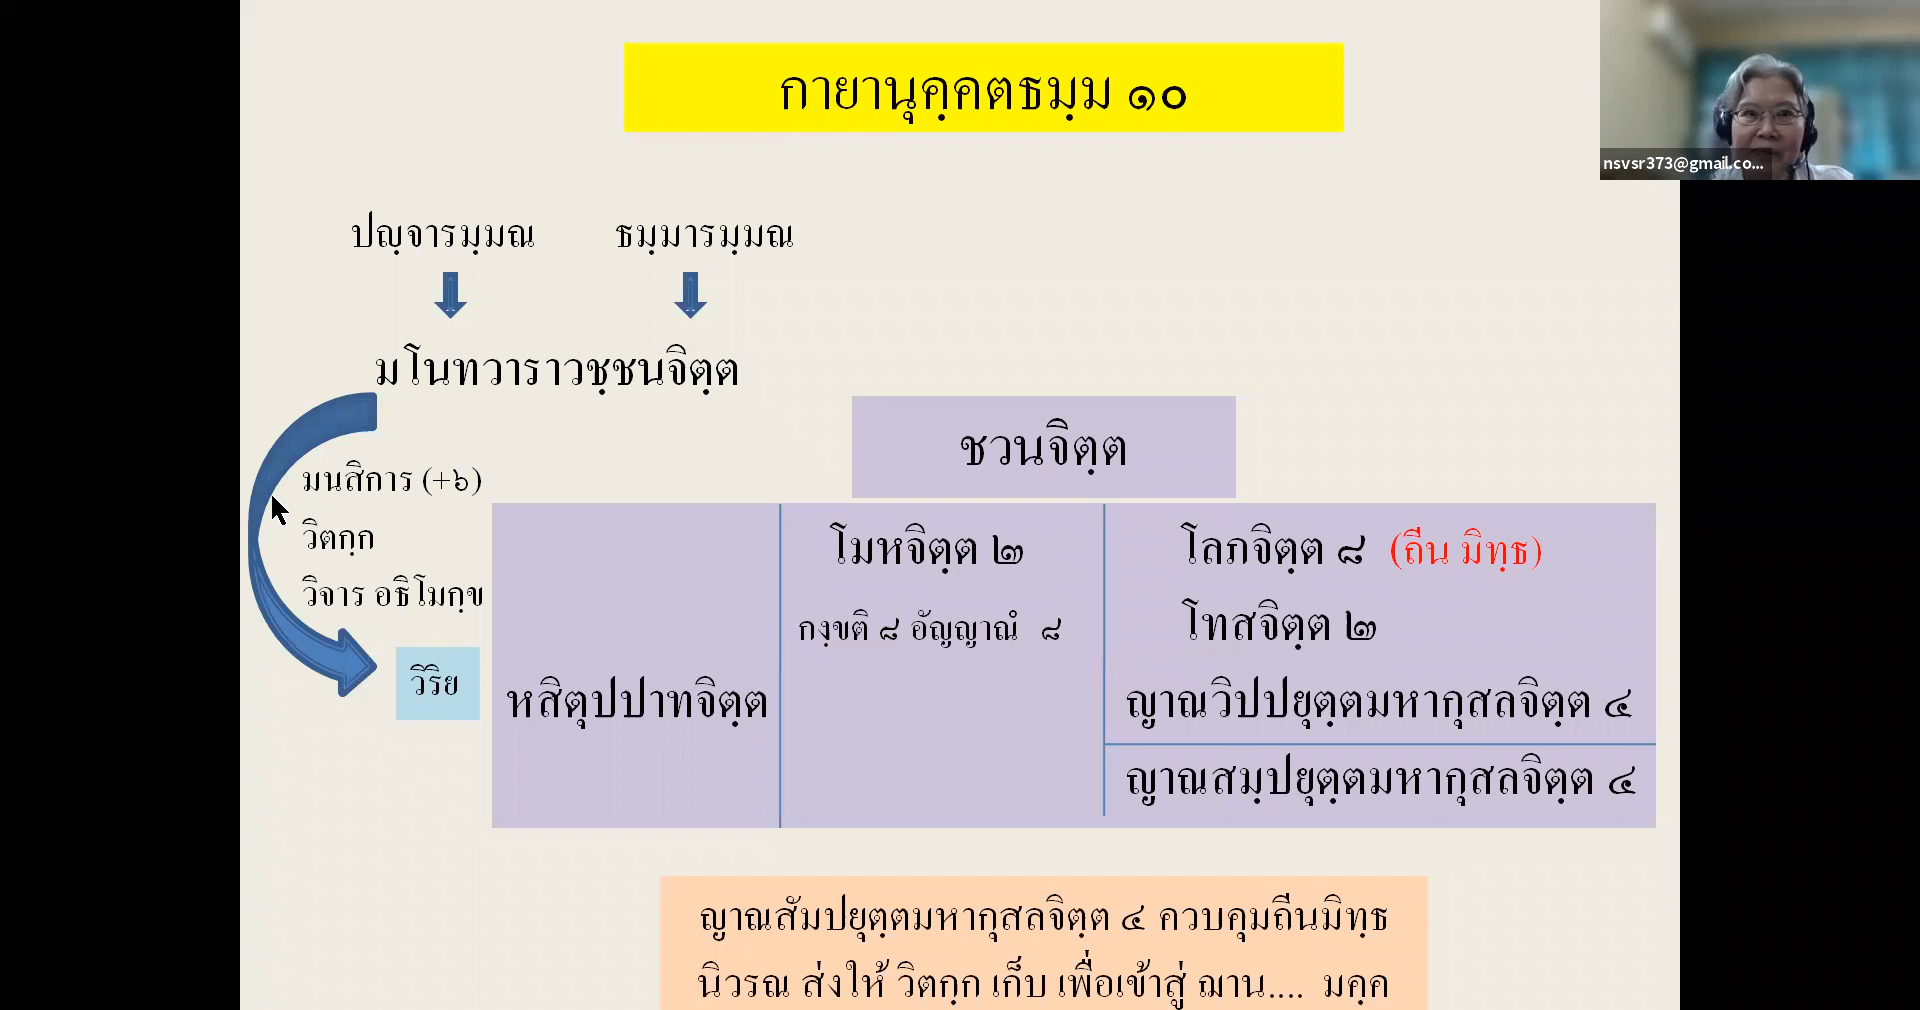 กายานุคฺคตธมฺม ๑๐
nsvsr373@gmail.co...
ปญฺจารมฺมณ
ธมฺมารมฺมณ
มโนทวาราวชฺชนจิตฺต
ชวนจิตฺต
มนสิการ (+๖)
วิตกฺก
วิจาร อธิโมกฺข
วิริย
หสิตุปปาทจิตฺต
โมหจิตฺต ๒
กงฺขติ ๘ อัญญาณํ ๘
โลภจิตฺต ๘ (ถีน มิทฺธ)
โทสจิตฺต ๒
ญาณวิปปยุตฺตมหากุสลจิตฺต ๔
ญาณสมฺปยุตฺตมหากุสลจิตฺต ๔
ญาณสัมปยุตฺตมหากุสลจิตฺต ๔ ควบคุมถีนมิทฺธ
นิวรณ ส่งให้ วิตกฺก เก็บ เพื่อเข้าสู่ ฌาน.... มคฺค